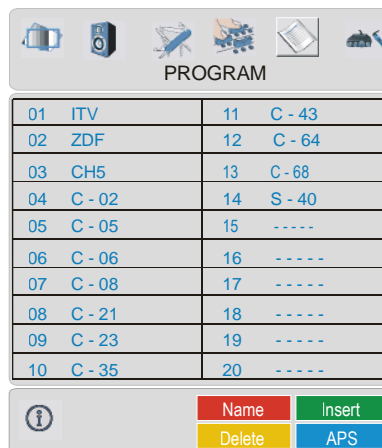 PROGRAM
01 ITV 11 C - 43
02 ZDF 12 C - 64
03 CH5 13 C - 68
04 C - 02 14 S - 40
05 C - 05 15 - - - - -
06 C - 06 16 - - - - -
07 C - 08 17 - - - - -
08 C - 21 18 - - - - -
09 C - 23 19 - - - - -
10 C - 35 20 - - - - -
Name Insert
Delete APS